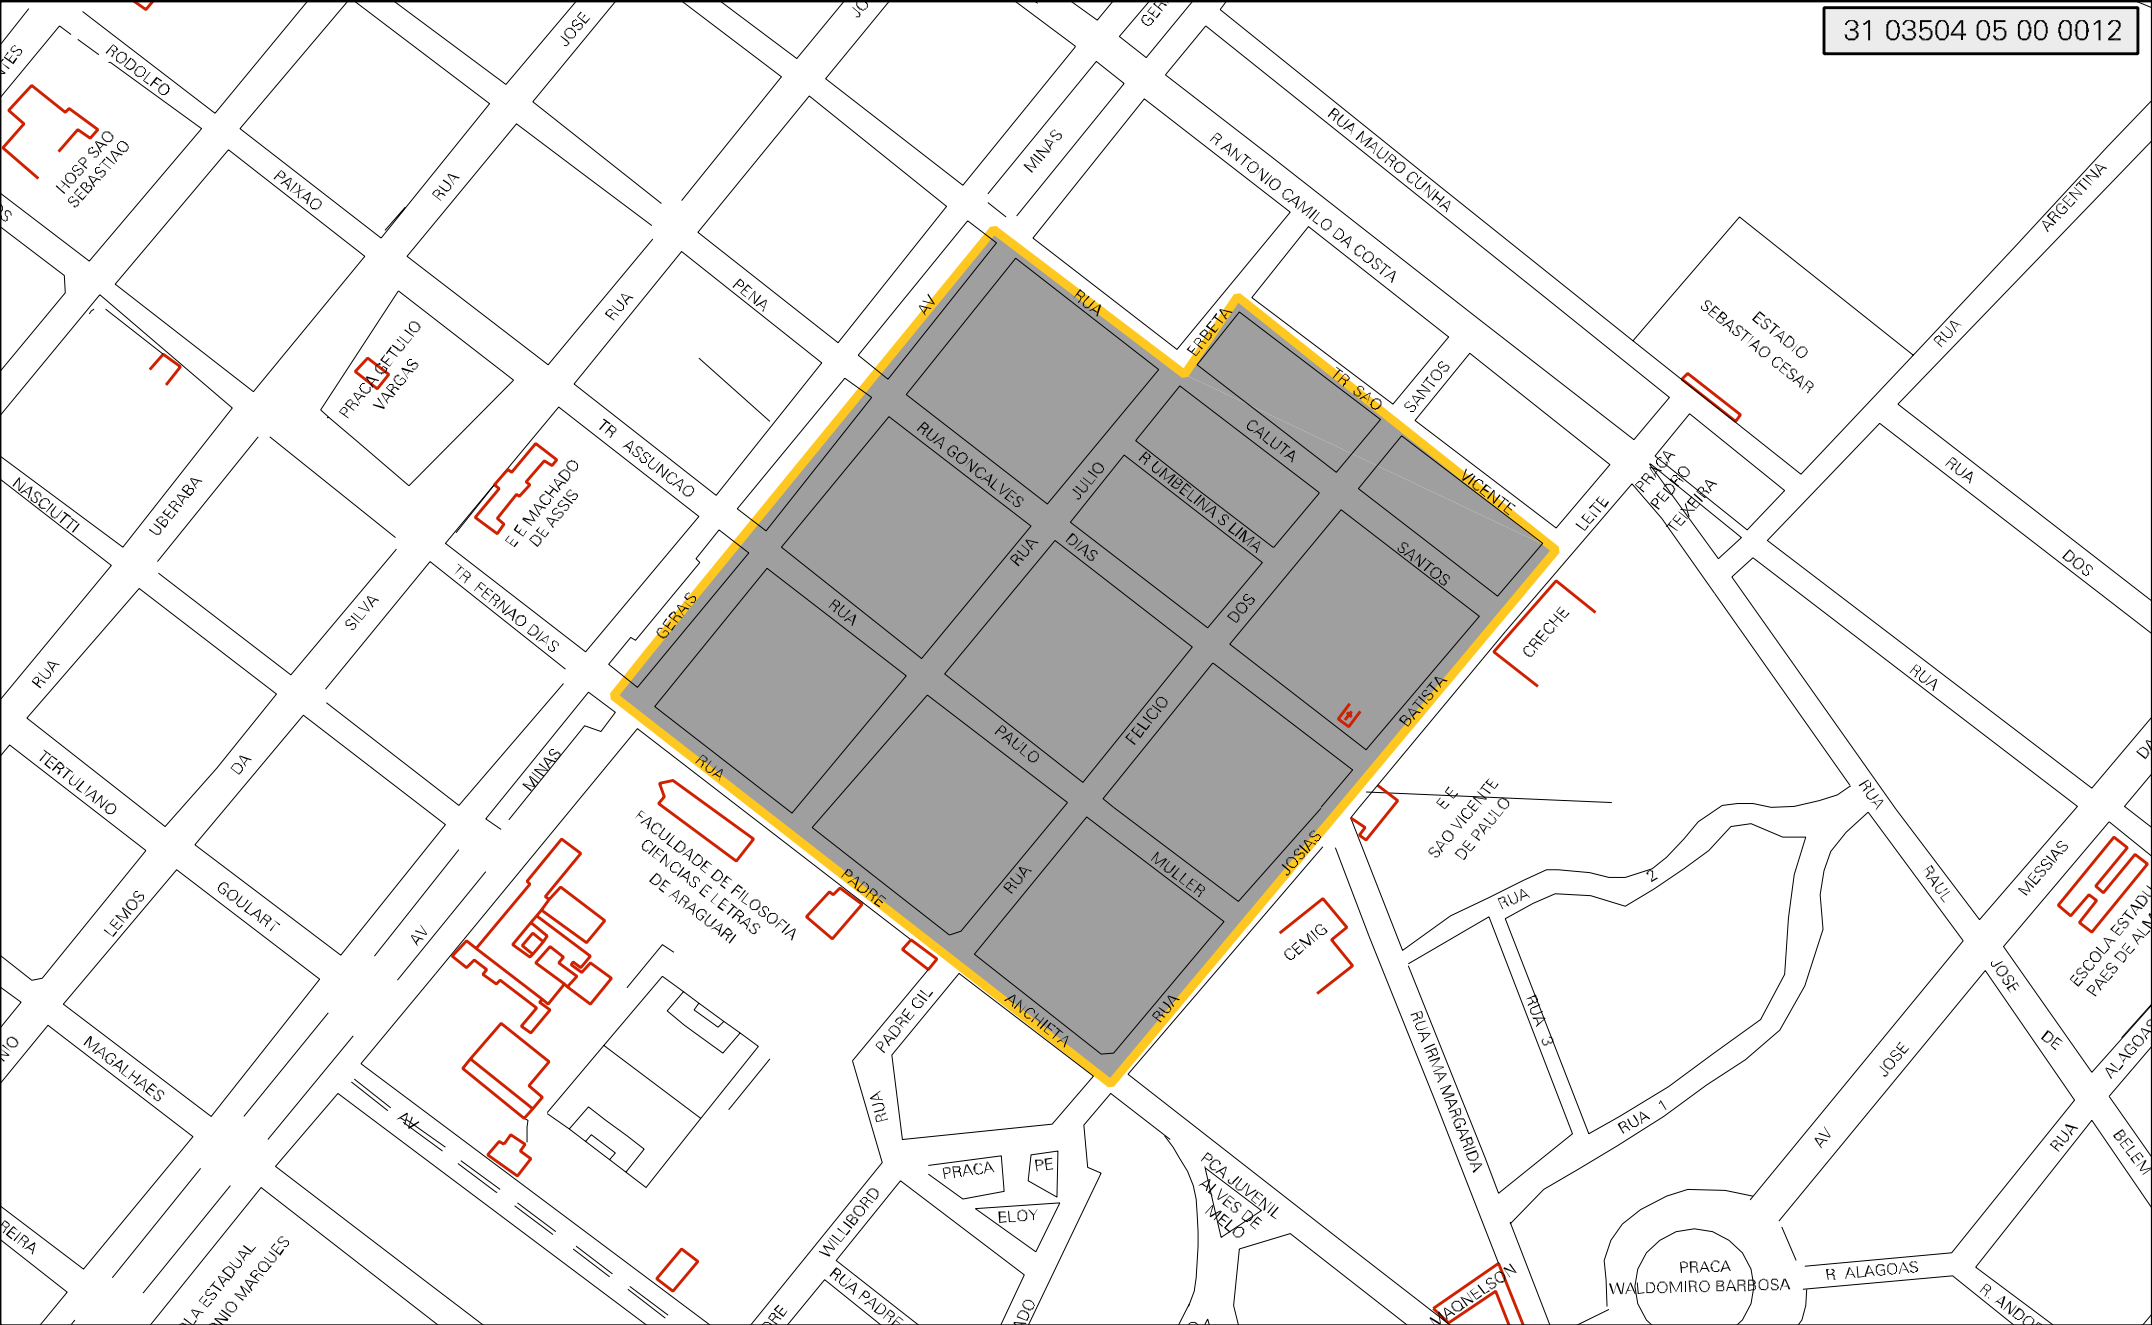 31 03504 05 00 0012
JOSE
RODOLFO
HOSP SAO
SEBASTIAO
PAIXAO
RUA
MINAS
R ANTONIO CAMILO DA COSTA
RUA MAURO CUNHA
ARGENTINA
RUA
ESTADIO
SEBASTIAO CESAR
RUA
PENA
AV
RUA
ERBETA
TR SAO
SANTOS
VICENTE
PRACA GETULIO
VARGAS
TR ASSUNCAO
RUA GONCALVES
JULIO
CALUTA
R UMBELINA S LIMA
LEITE
PRACA
PEDRO
TEIXEIRA
RUA
DOS
NASCIUTTI
UBERABA
E E MACHADO
DE ASSIS
TR FERNAO DIAS
SILVA
GERAIS
RUA
RUA
DIAS
DOS
SANTOS
CRECHE
RUA
RUA
DA
TERTULIANO
MINAS
RUA
PAULO
FELICIO
BATISTA
E E
SAO VICENTE
DE PAULO
RUA
RAUL
MESSIAS
LEMOS
GOULART
AV
FACULDADE DE FILOSOFIA
CIENCIAS E LETRAS
DE ARAGUARI
PADRE
RUA
MULLER
JOSIAS
CEMIG
RUA
2
JOSE
DE
MAGALHAES
PADRE GIL
ANCHIETA
RUA
RUA IRMA MARGARIDA
RUA 3
RUA 1
JOSE
AV
RUA
AV
RUA
PRACA
PE
ELOY
WILLIBORD
RUA PADRE
PCA JUVENIL
ALVES DE
MELO
PRACA
WALDOMIRO BARBOSA
R ALAGOAS
BELEM
ALAGOAS